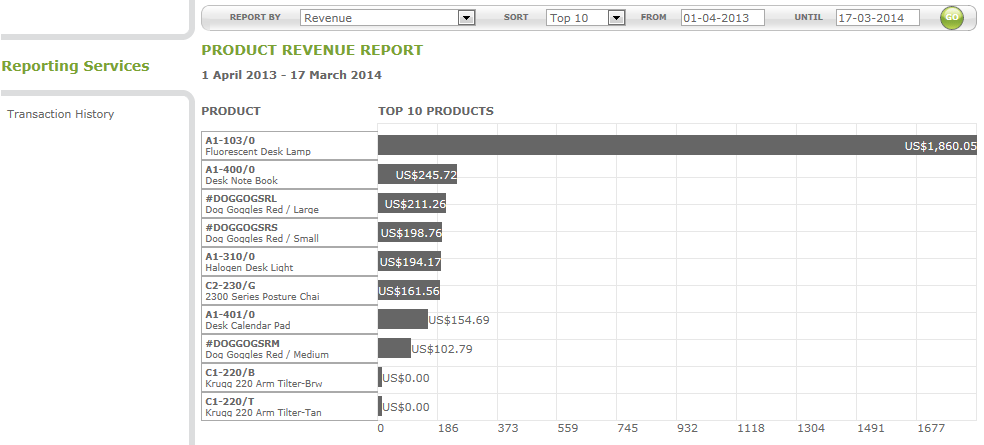 REPORT BY Revenue SORT Top 10 FROM 01-04-2013 UNTIL 17-03-2014 GO
PRODUCT REVENUE REPORT
Reporting Services
1 April 2013 - 17 March 2014
Transaction History
PRODUCT TOP 10 PRODUCTS
A1-103/0
Fluorescent Desk Lamp
US$1,860.05
A1-400/0
Desk Note Book
US$245.72
#DOGGOGSRL
Dog Goggles Red / Large
US$211.26
#DOGGOGSRS
Dog Goggles Red / Small
US$198.76
A1-310/0
Halogen Desk Light
US$194.17
C2-230/G
2300 Series Posture Chai
US$161.56
A1-401/0
Desk Calendar Pad
US$154.69
#DOGGOGSRM
Dog Goggles Red / Medium
US$102.79
C1-220/B
Krugg 220 Arm Tilter-Brw
US$0.00
C1-220/T
Krugg 220 Arm Tilter-Tan
US$0.00
0 186 373 559 745 932 1118 1304 1491 1677